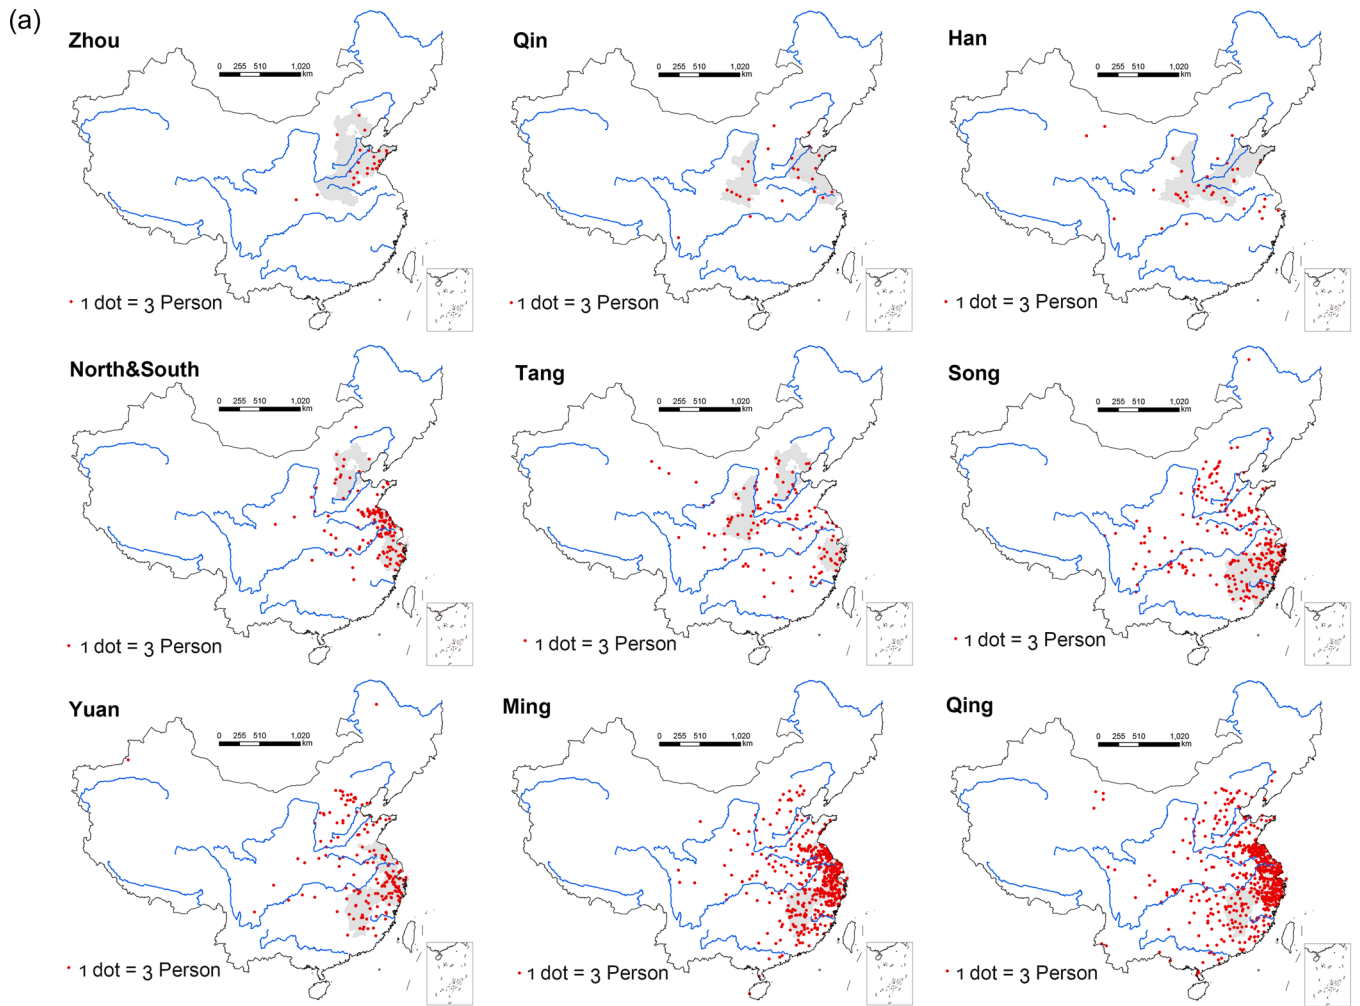 (a)
Zhou
0 255 510 1,020
km
1 dot = 3 Person
Qin
0 255 510 1,020
km
1 dot = 3 Person
Han
0 255 510 1,020
km
1 dot = 3 Person
North&South
0 255 510 1,020
km
1 dot = 3 Person
Tang
0 255 510 1,020
km
1 dot = 3 Person
Song
0 255 510 1,020
km
1 dot = 3 Person
Yuan
0 255 510 1,020
km
1 dot = 3 Person
Ming
0 255 510 1,020
km
1 dot = 3 Person
Qing
0 255 510 1,020
km
1 dot = 3 Person